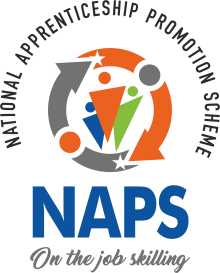 NATIONAL APPRENTICESHIP PROMOTION SCHEME
NAPS
On the job skilling